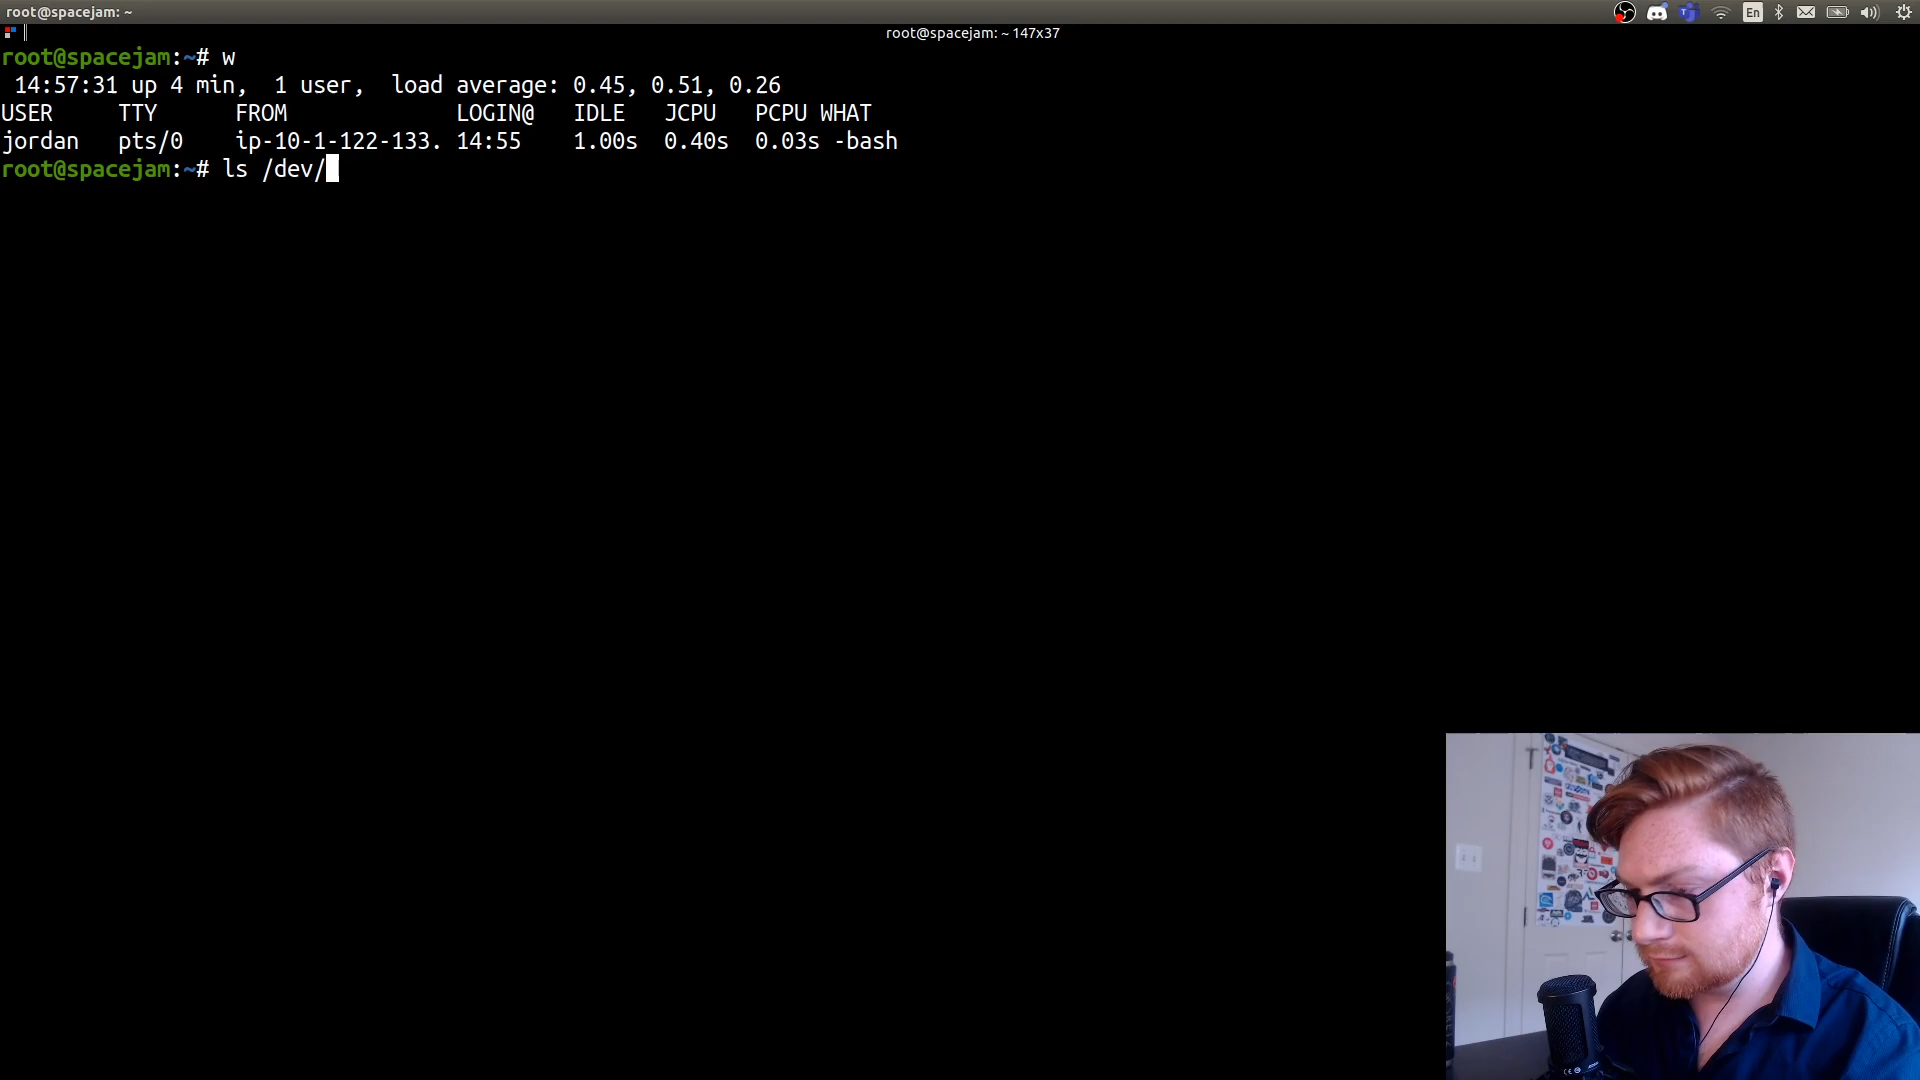 root@spacejam: ~
En
root@spacejam: ~ 147x37
root@spacejam:~# w
 14:57:31 up 4 min,  1 user,  load average: 0.45, 0.51, 0.26
USER     TTY      FROM             LOGIN@   IDLE   JCPU   PCPU WHAT
jordan   pts/0    ip-10-1-122-133. 14:55    1.00s  0.40s  0.03s -bash
root@spacejam:~# ls /dev/